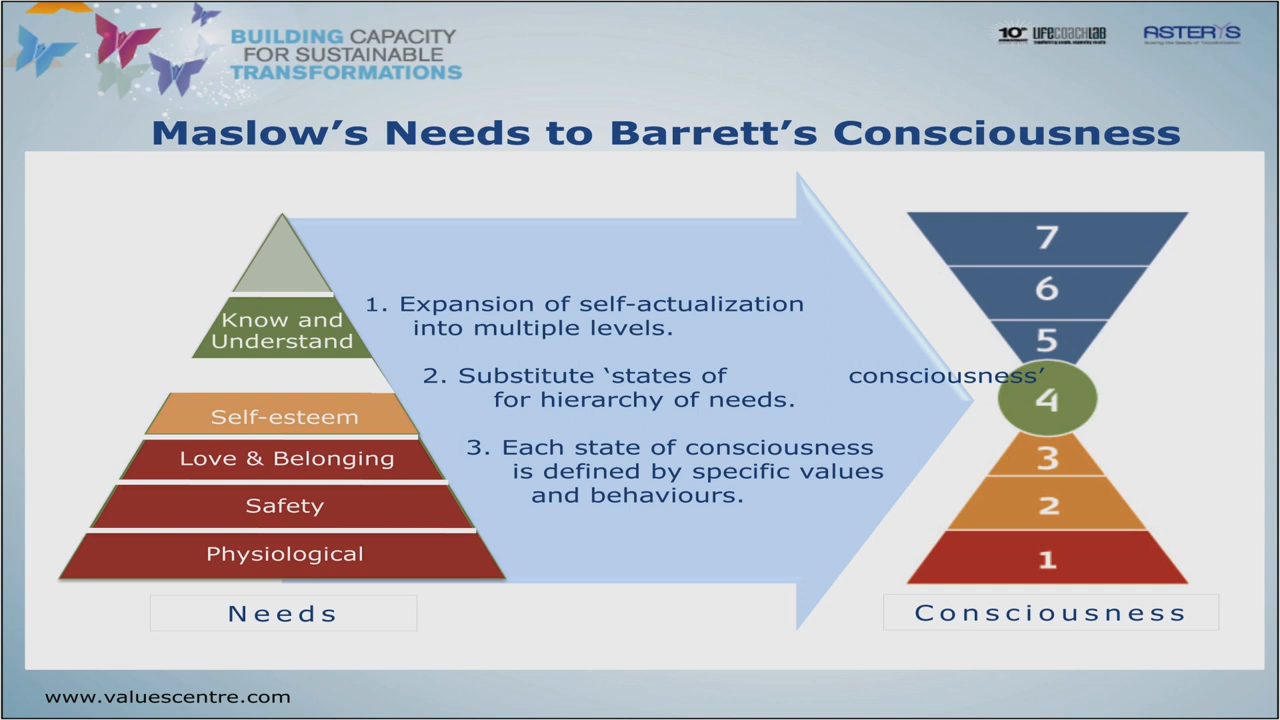 BUILDING CAPACITY
FOR SUSTAINABLE
TRANSFORMATIONS
10
LIFECOACHLAB
ASTERYS
Maslow's Needs to Barrett's Consciousness
Know and
Understand
Self-esteem
Love & Belonging
Safety
Physiological
Needs
1. Expansion of self-actualization
into multiple levels.
2. Substitute ‘states of consciousness’
for hierarchy of needs.
3. Each state of consciousness
is defined by specific values
and behaviours.
7
6
5
4
3
2
1
Consciousness
www.valuescentre.com